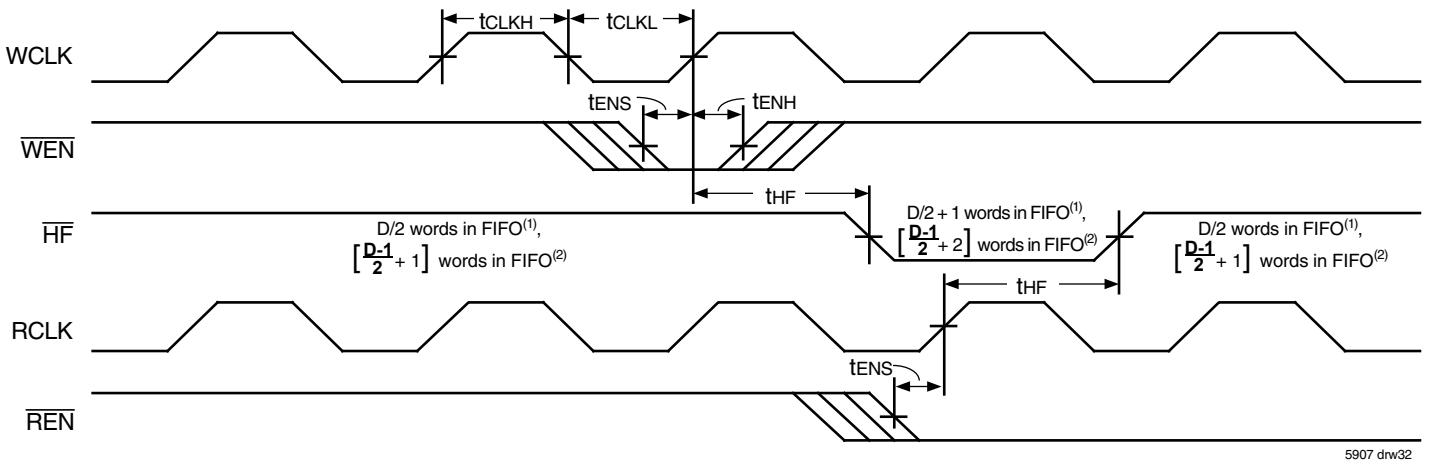 tCLKH tCLKL
WCLK
tENS tENH
WEN
tHF
HF
D/2 words in FIFO(1),
[D-1/2 + 1] words in FIFO(2)
D/2 + 1 words in FIFO(1),
[D-1/2 + 2] words in FIFO(2)
D/2 words in FIFO(1),
[D-1/2 + 1] words in FIFO(2)
tHF
RCLK
tENS
REN
5907 drw32